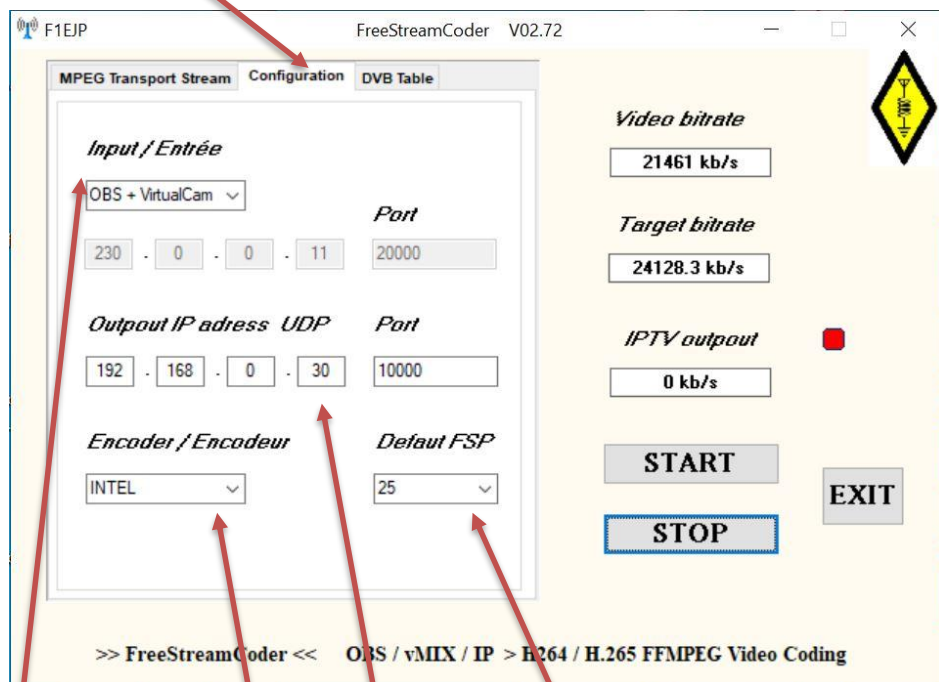 F1EJP FreeStreamCoder V02.72
MPEG Transport Stream Configuration DVB Table
Input / Entrée
OBS + VirtualCam
Port
230 . 0 . 0 . 11 20000
Outpout IP adress UDP Port
192 . 168 . 0 . 30 10000
Encoder / Encodeur Defaut FSP
INTEL 25
Video bitrate
21461 kb/s
Target bitrate
24128.3 kb/s
IPTV outpout
0 kb/s
START
STOP
EXIT
>> FreeStreamCoder << OBS / vMIX / IP > H264 / H.265 FFMPEG Video Coding